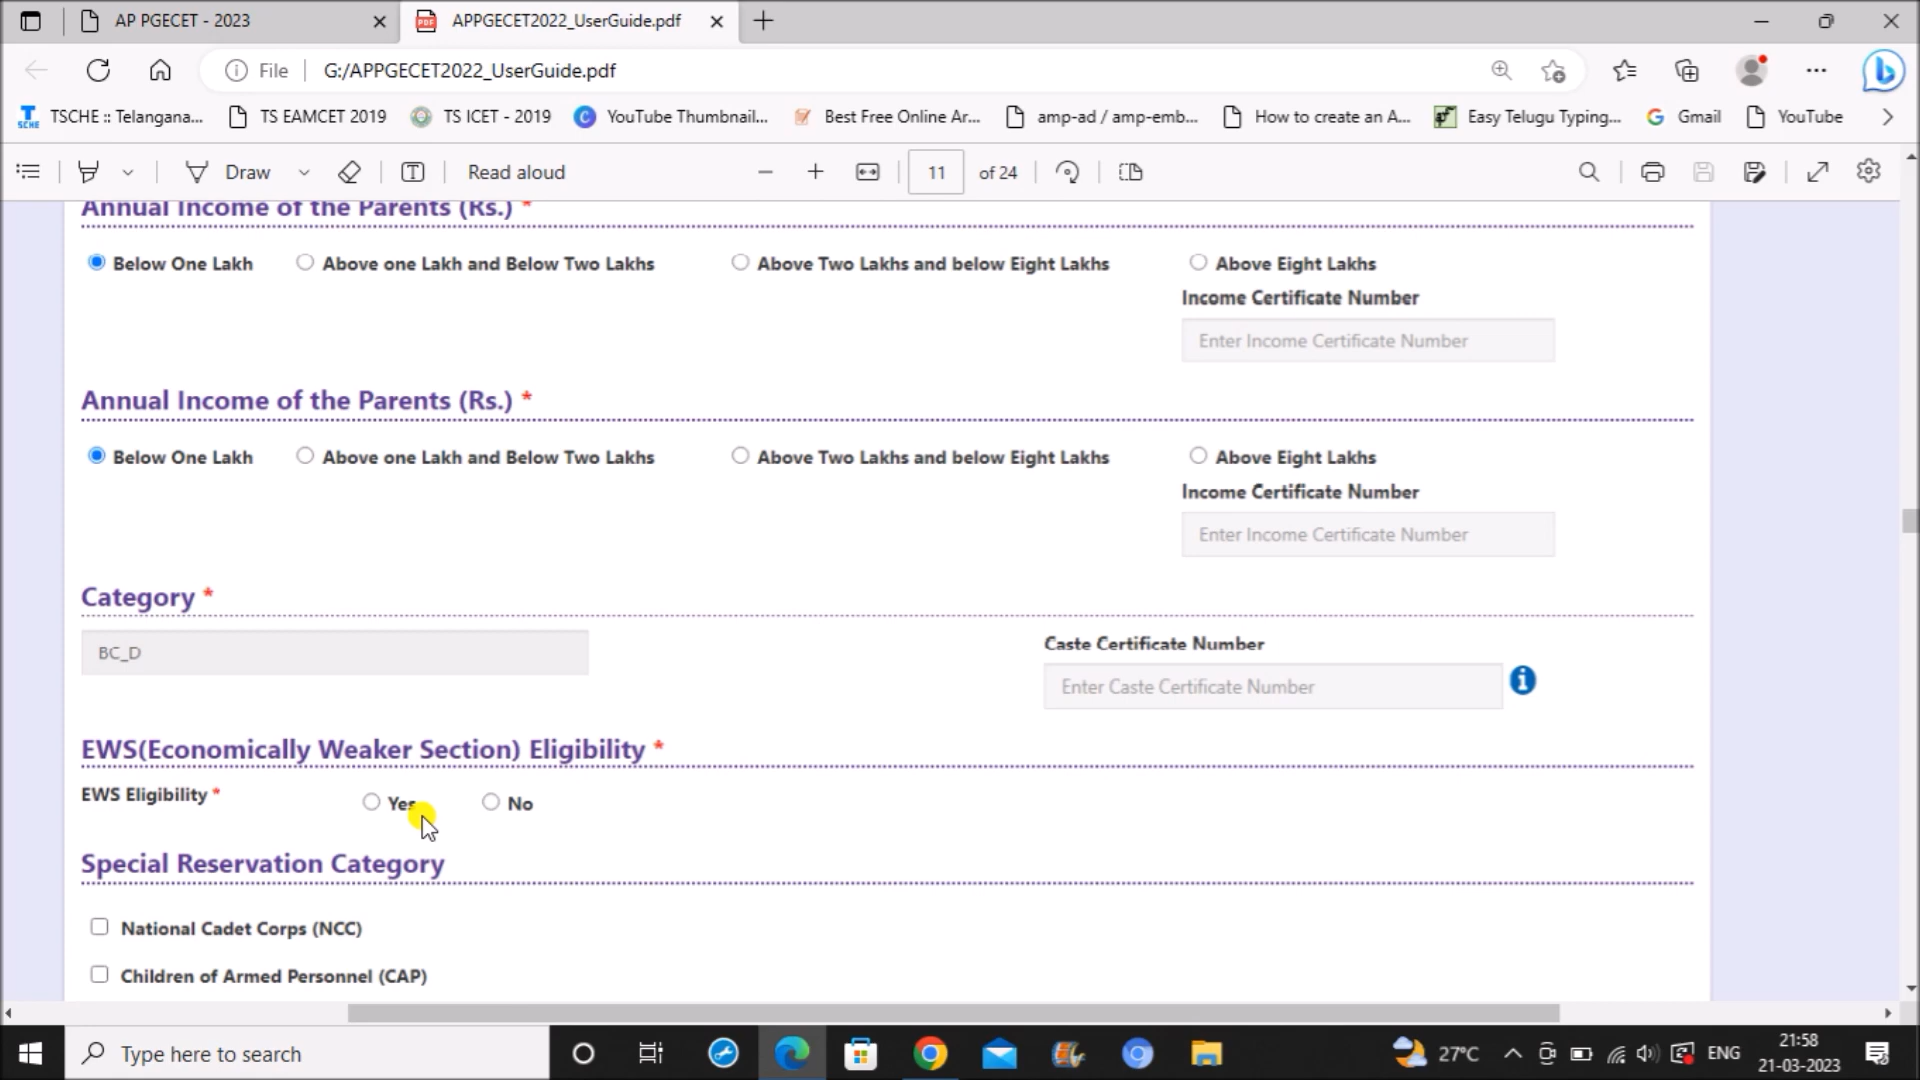 AP PGECET - 2023
APPGECET2022_UserGuide.pdf
File
G:/APPGECET2022_UserGuide.pdf
TSCHE :: Telangana...
TS EAMCET 2019
TS ICET - 2019
YouTube Thumbnail...
Best Free Online Ar...
amp-ad / amp-emb...
How to create an A...
Easy Telugu Typing...
Gmail
YouTube
Draw
Read aloud
11 of 24
Annual Income of the Parents (Rs.) *
Below One Lakh
Above one Lakh and Below Two Lakhs
Above Two Lakhs and below Eight Lakhs
Above Eight Lakhs
Income Certificate Number
Enter Income Certificate Number
Annual Income of the Parents (Rs.) *
Below One Lakh
Above one Lakh and Below Two Lakhs
Above Two Lakhs and below Eight Lakhs
Above Eight Lakhs
Income Certificate Number
Enter Income Certificate Number
Category *
BC_D
Caste Certificate Number
Enter Caste Certificate Number
EWS(Economically Weaker Section) Eligibility *
EWS Eligibility *
Yes
No
Special Reservation Category
National Cadet Corps (NCC)
Children of Armed Personnel (CAP)
Type here to search
27°C
ENG
21:58
21-03-2023